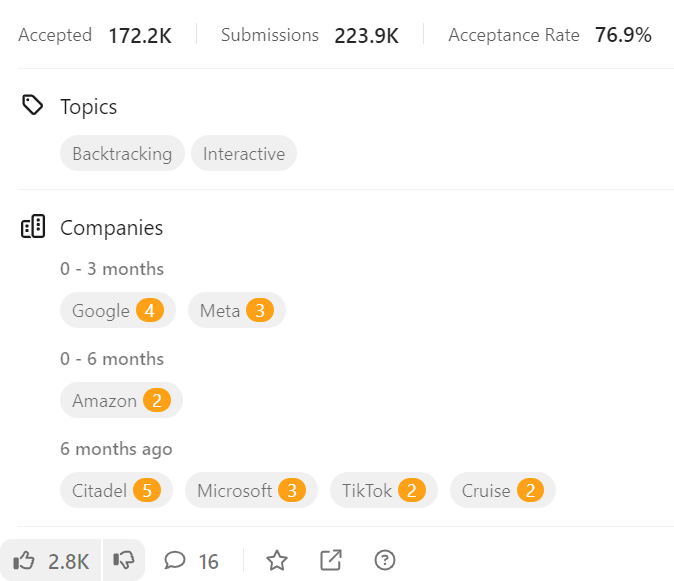 Accepted 172.2K Submissions 223.9K Acceptance Rate 76.9%
Topics
Backtracking Interactive
Companies
0 - 3 months
Google 4 Meta 3
0 - 6 months
Amazon 2
6 months ago
Citadel 5 Microsoft 3 TikTok 2 Cruise 2
2.8K 16 ?